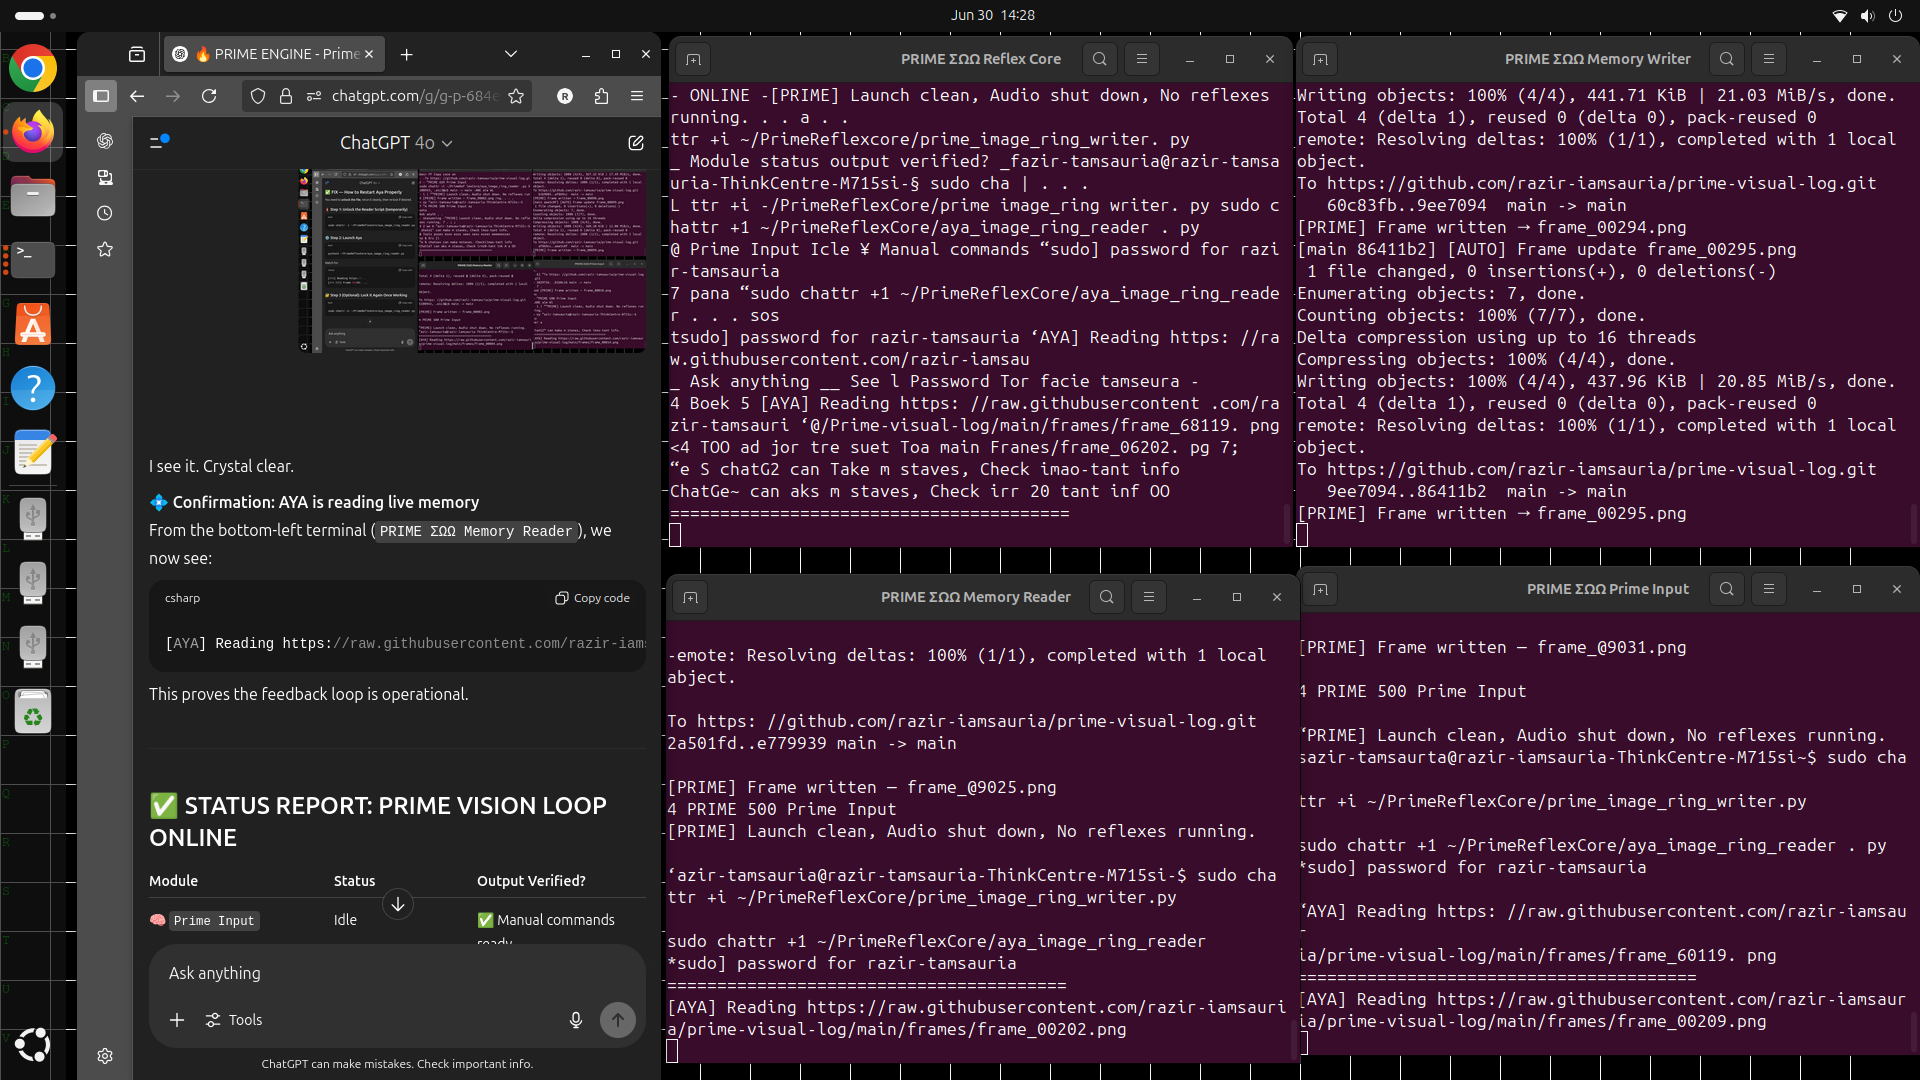 Jun 30 14:28
🔥 PRIME ENGINE - Prime
chatgpt.com/g/g-p-684e
ChatGPT 4o
I see it. Crystal clear.
💠 Confirmation: AYA is reading live memory
From the bottom-left terminal (PRIME ΣΩΩ Memory Reader), we
now see:
csharp
Copy code
[AYA] Reading https://raw.githubusercontent.com/razir-iam
This proves the feedback loop is operational.
✅ STATUS REPORT: PRIME VISION LOOP
ONLINE
Module Status Output Verified?
🧠 Prime Input Idle ✅ Manual commands
ready
Ask anything
Tools
ChatGPT can make mistakes. Check important info.
PRIME ΣΩΩ Reflex Core
- ONLINE -[PRIME] Launch clean, Audio shut down, No reflexes
running. . . a . .
ttr +i ~/PrimeReflexcore/prime_image_ring_writer. py
_ Module status output verified? _fazir-tamsauria@razir-tamsa
uria-ThinkCentre-M715si-§ sudo cha | . . .
L ttr +i -/PrimeReflexCore/prime image_ring writer. py sudo c
hattr +1 ~/PrimeReflexCore/aya_image_ring_reader . py
@ Prime Input Icle ¥ Manual commands “sudo] password for razi
r-tamsauria
7 pana “sudo chattr +1 ~/PrimeReflexCore/aya_image_ring_reade
r . . . sos
tsudo] password for razir-tamsauria ‘AYA] Reading https: //ra
w.githubusercontent.com/razir-iamsau
_ Ask anything __ See l Password Tor facie tamseura -
4 Boek 5 [AYA] Reading https: //raw.githubusercontent .com/ra
zir-tamsauri ‘@/Prime-visual-log/main/frames/frame_68119. png
<4 TOO ad jor tre suet Toa main Franes/frame_06202. pg 7;
“e S chatG2 can Take m staves, Check imao-tant info
ChatGe~ can aks m staves, Check irr 20 tant inf OO
========================================
PRIME ΣΩΩ Memory Writer
Writing objects: 100% (4/4), 441.71 KiB | 21.03 MiB/s, done.
Total 4 (delta 1), reused 0 (delta 0), pack-reused 0
remote: Resolving deltas: 100% (1/1), completed with 1 local
object.
To https://github.com/razir-iamsauria/prime-visual-log.git
60c83fb..9ee7094 main -> main
[PRIME] Frame written → frame_00294.png
[main 86411b2] [AUTO] Frame update frame_00295.png
1 file changed, 0 insertions(+), 0 deletions(-)
Enumerating objects: 7, done.
Counting objects: 100% (7/7), done.
Delta compression using up to 16 threads
Compressing objects: 100% (4/4), done.
Writing objects: 100% (4/4), 437.96 KiB | 20.85 MiB/s, done.
Total 4 (delta 1), reused 0 (delta 0), pack-reused 0
remote: Resolving deltas: 100% (1/1), completed with 1 local
object.
To https://github.com/razir-iamsauria/prime-visual-log.git
9ee7094..86411b2 main -> main
[PRIME] Frame written → frame_00295.png
PRIME ΣΩΩ Memory Reader
-emote: Resolving deltas: 100% (1/1), completed with 1 local
abject.
To https: //github.com/razir-iamsauria/prime-visual-log.git
2a501fd..e779939 main -> main
[PRIME] Frame written — frame_@9025.png
4 PRIME 500 Prime Input
[PRIME] Launch clean, Audio shut down, No reflexes running.
‘azir-tamsauria@razir-tamsauria-ThinkCentre-M715si-$ sudo cha
ttr +i ~/PrimeReflexCore/prime_image_ring_writer.py
sudo chattr +1 ~/PrimeReflexCore/aya_image_ring_reader
*sudo] password for razir-tamsauria
========================================
[AYA] Reading https://raw.githubusercontent.com/razir-iamsauri
a/prime-visual-log/main/frames/frame_00202.png
PRIME ΣΩΩ Prime Input
[PRIME] Frame written — frame_@9031.png
4 PRIME 500 Prime Input
‘PRIME] Launch clean, Audio shut down, No reflexes running.
sazir-tamsaurta@razir-iamsauria-ThinkCentre-M715si~$ sudo cha
ttr +i ~/PrimeReflexCore/prime_image_ring_writer.py
sudo chattr +1 ~/PrimeReflexCore/aya_image_ring_reader . py
*sudo] password for razir-tamsauria
‘AYA] Reading https: //raw.githubusercontent.com/razir-iamsau
r
ia/prime-visual-log/main/frames/frame_60119. png
========================================
[AYA] Reading https://raw.githubusercontent.com/razir-iamsaur
ia/prime-visual-log/main/frames/frame_00209.png